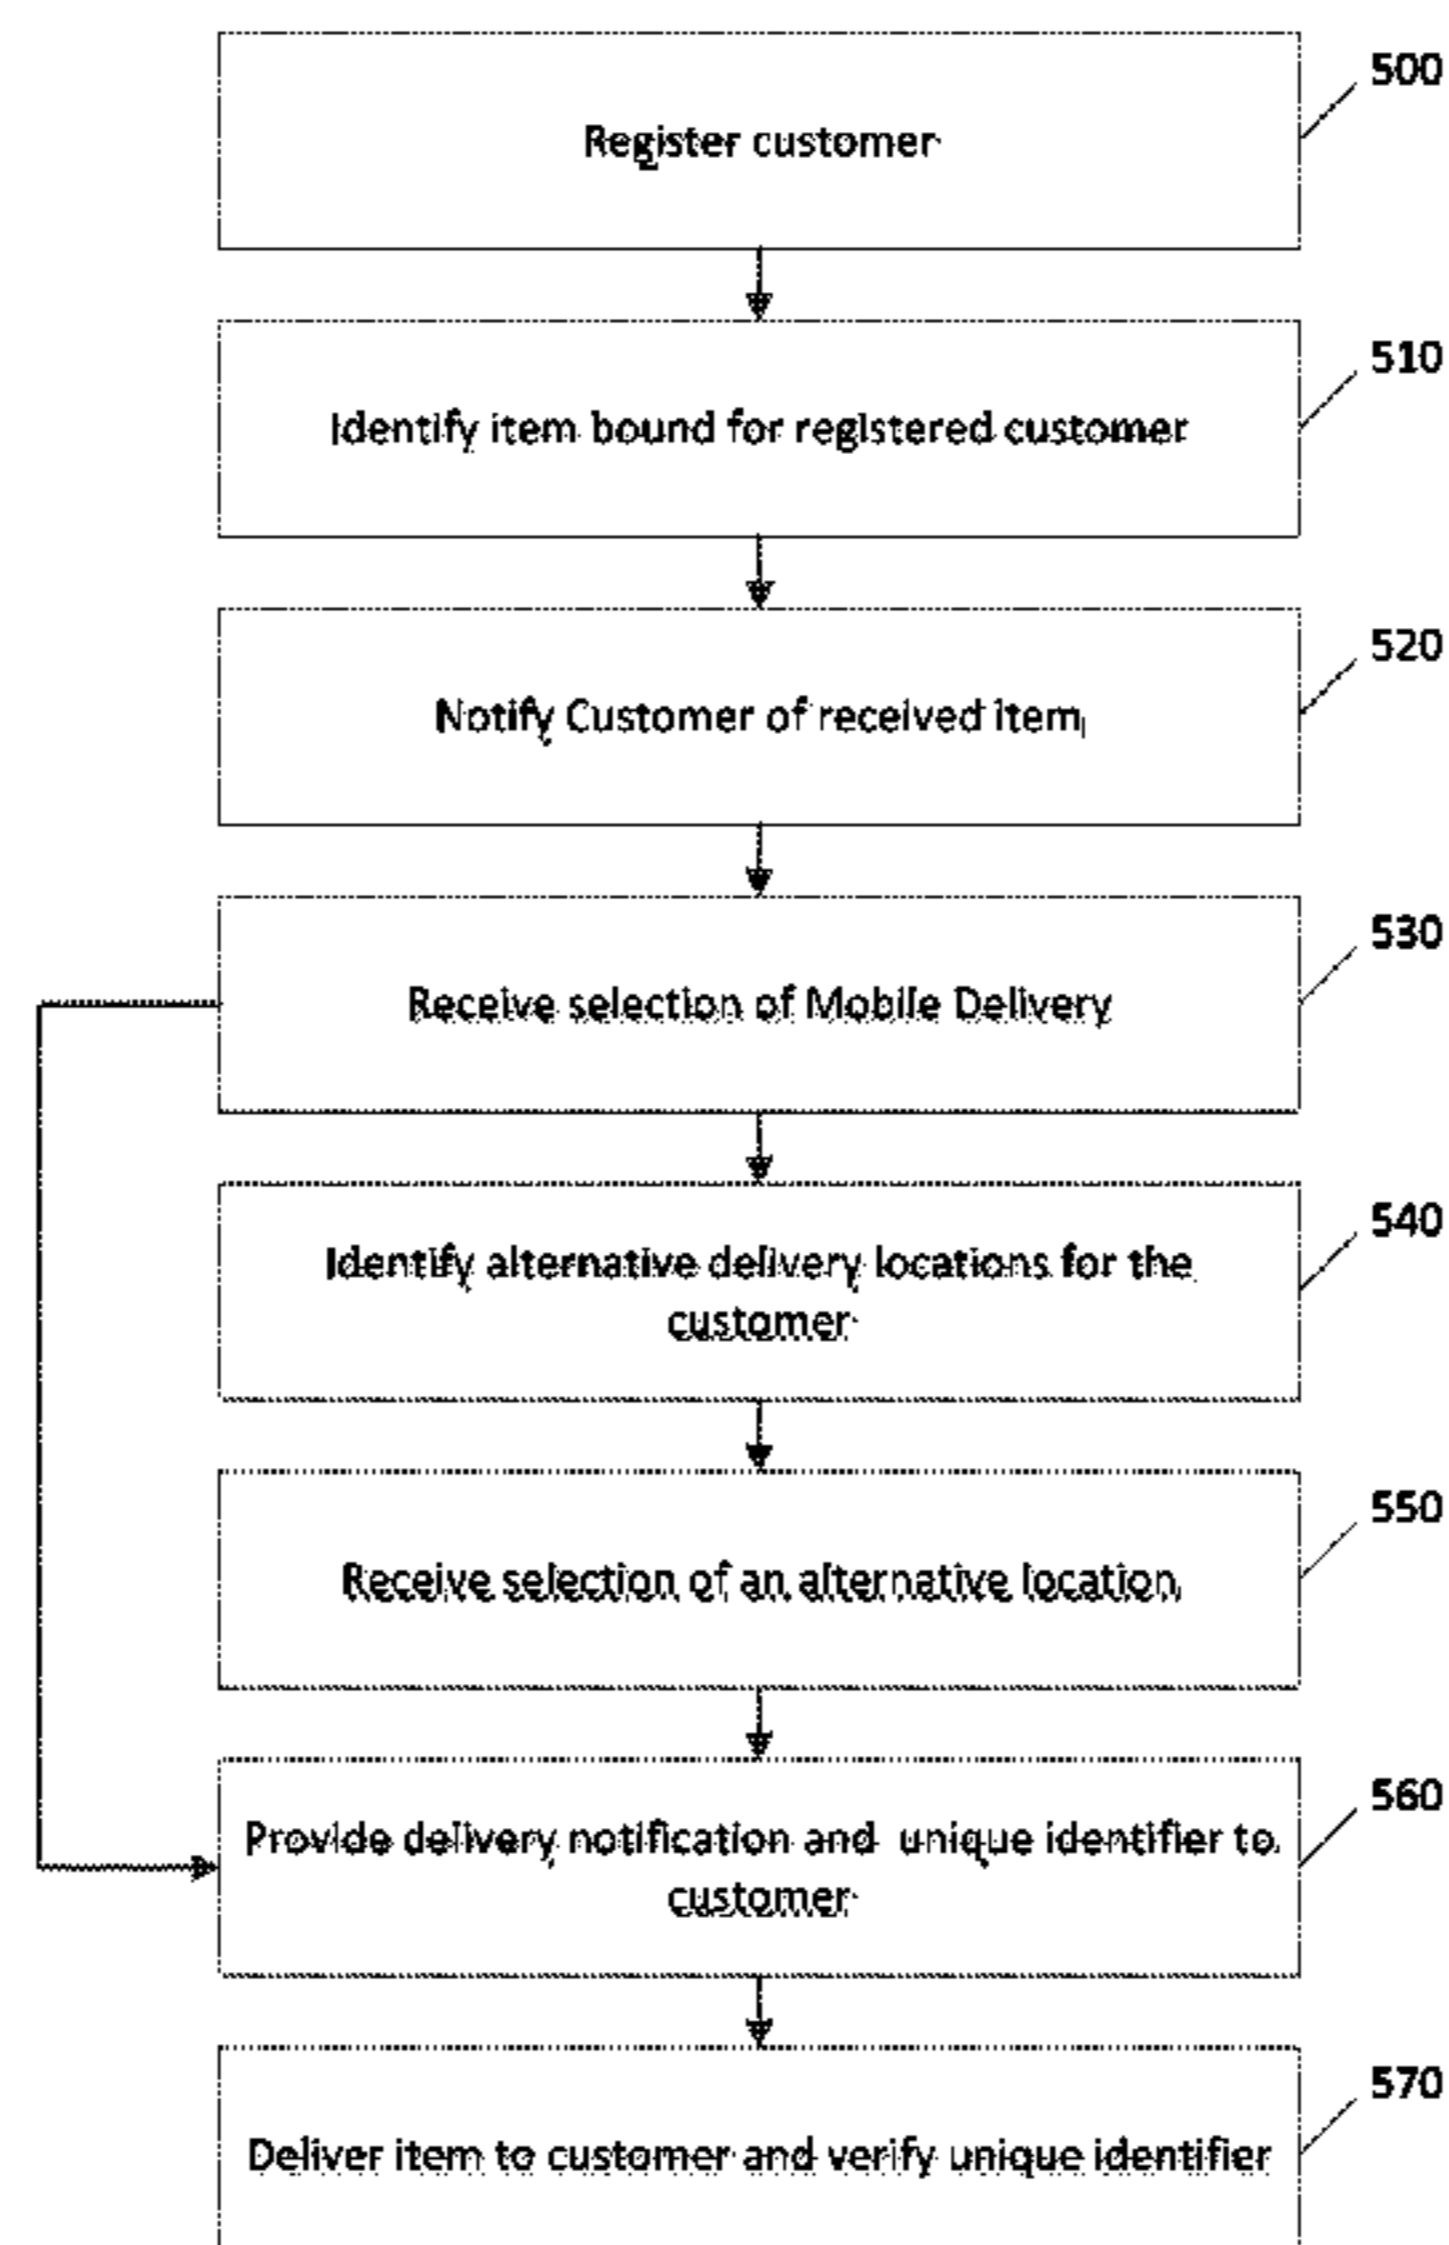 500
Register customer
510
Identify item bound for registered customer
520
Notify Customer of received item
530
Receive selection of Mobile Delivery
540
Identify alternative delivery locations for the
customer
550
Receive selection of an alternative location
560
Provide delivery notification and unique identifier to
customer
570
Deliver item to customer and verify unique identifier